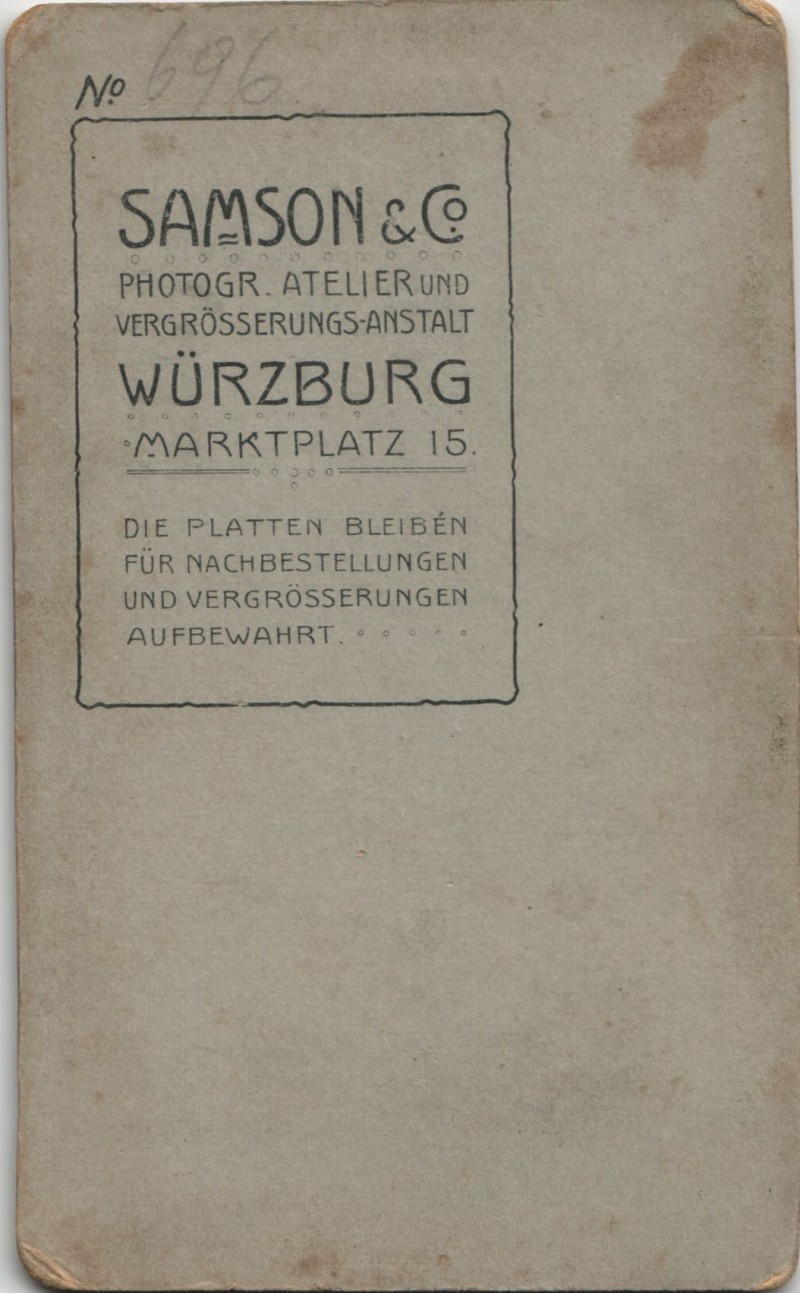 No 696
SAMSON & Co
PHOTOGR. ATELIER UND
VERGRÖSSERUNGS-ANSTALT
WÜRZBURG
MARKTPLATZ 15.
DIE PLATTEN BLEIBÉN
FÜR NACHBESTELLUNGEN
UND VERGRÖSSERUNGEN
AUFBEWAHRT.